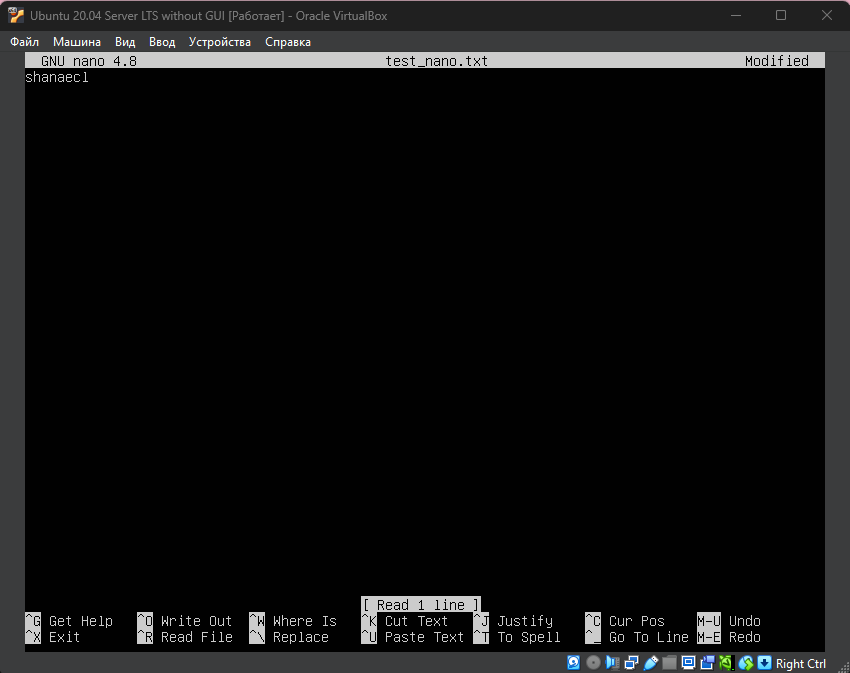 Ubuntu 20.04 Server LTS without GUI [Работает] - Oracle VirtualBox
Файл Машина Вид Ввод Устройства Справка
GNU nano 4.8 test_nano.txt Modified
shanaecl
[ Read 1 line ]
^G Get Help ^O Write Out ^W Where Is ^K Cut Text ^J Justify ^C Cur Pos M-U Undo
^X Exit ^R Read File ^\ Replace ^U Paste Text ^T To Spell ^_ Go To Line M-E Redo
Right Ctrl